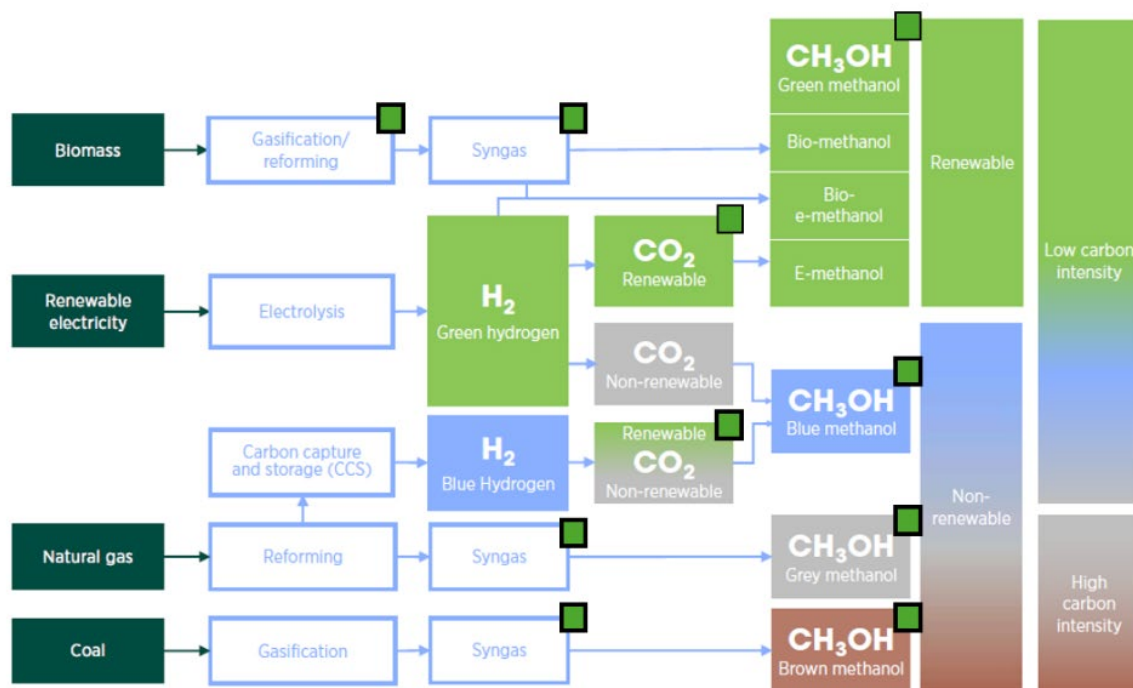 CH₃OH
Green methanol
Biomass
Gasification/
reforming
Syngas
Bio-methanol
Renewable
Bio-
e-methanol
CO₂
Renewable
E-methanol
Low carbon
intensity
Renewable
electricity
Electrolysis
H₂
Green hydrogen
CO₂
Non-renewable
CH₃OH
Blue methanol
Carbon capture
and storage (CCS)
H₂
Blue Hydrogen
Renewable
CO₂
Non-renewable
Non-
renewable
Natural gas
Reforming
Syngas
CH₃OH
Grey methanol
High
carbon
intensity
Coal
Gasification
Syngas
CH₃OH
Brown methanol